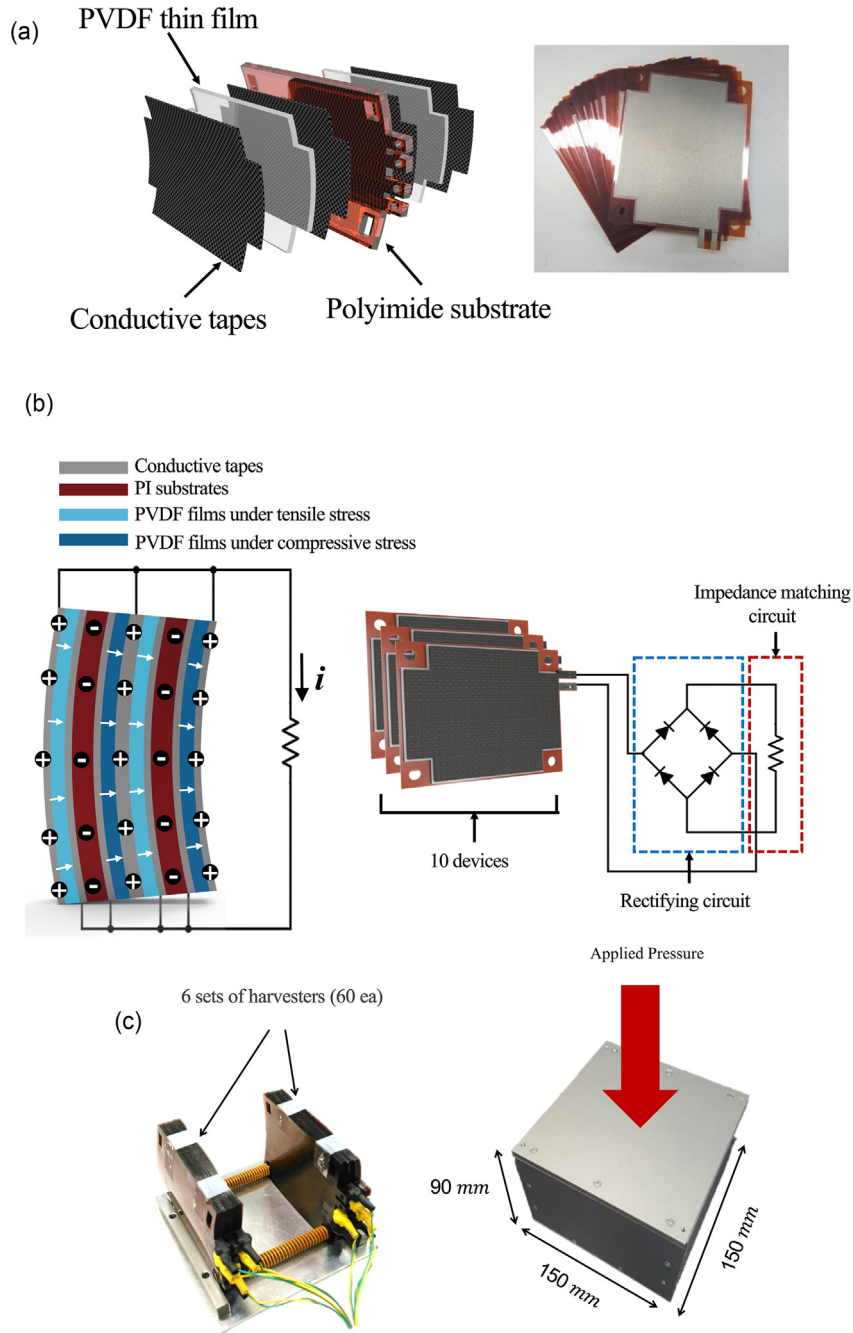 (a)
PVDF thin film
Conductive tapes
Polyimide substrate
(b)
Conductive tapes
PI substrates
PVDF films under tensile stress
PVDF films under compressive stress
i
Impedance matching
circuit
10 devices
Rectifying circuit
Applied Pressure
6 sets of harvesters (60 ea)
(c)
90 mm
150 mm
150 mm